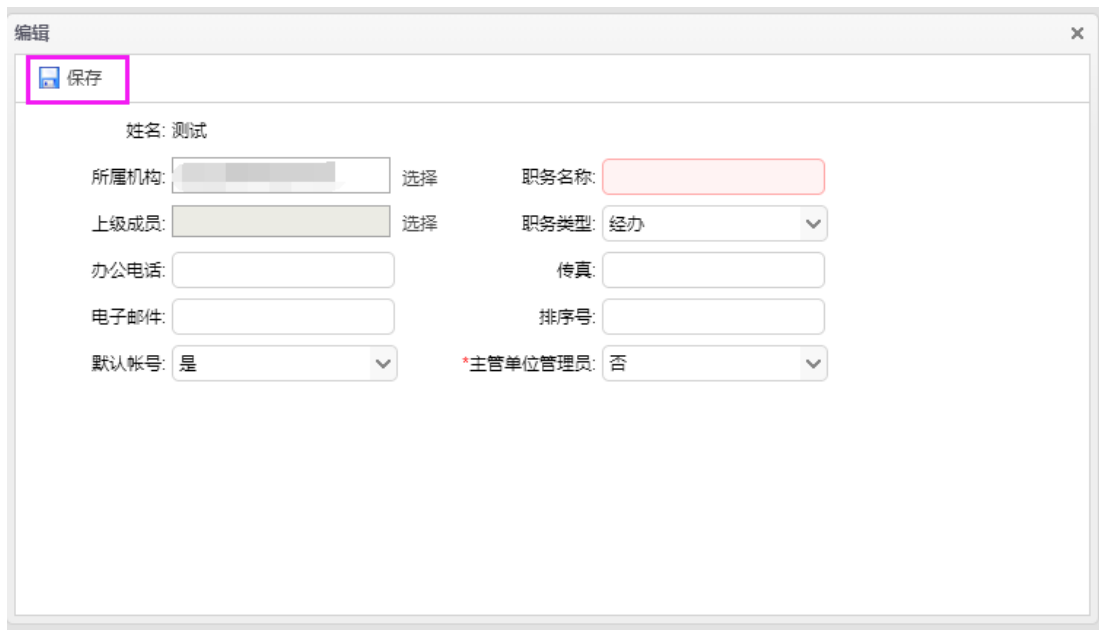 编辑
保存
姓名: 测试
所属机构: 选择 职务名称:
上级成员: 选择 职务类型: 经办
办公电话: 传真:
电子邮件: 排序号:
默认帐号: 是 *主管单位管理员: 否